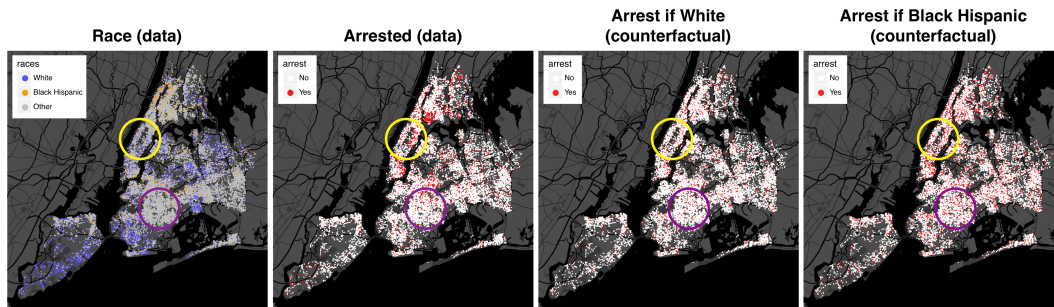 Race (data)
races
White
Black Hispanic
Other
Arrested (data)
arrest
No
Yes
Arrest if White
(counterfactual)
arrest
No
Yes
Arrest if Black Hispanic
(counterfactual)
arrest
No
Yes